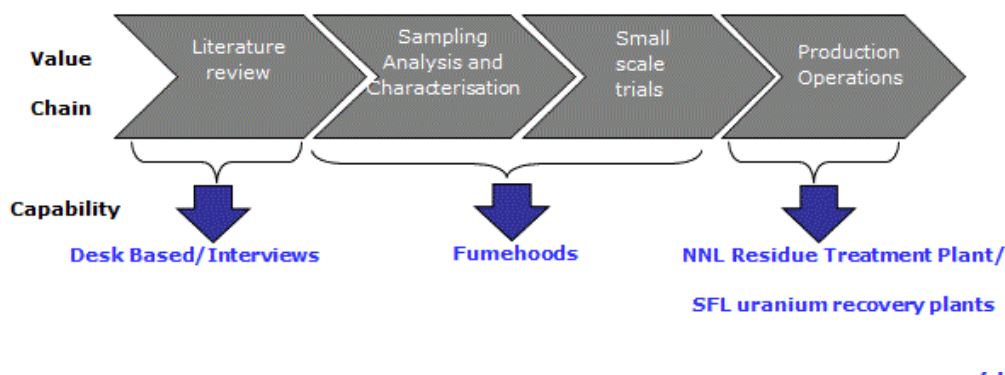 Value
Chain
Literature
review
Sampling
Analysis and
Characterisation
Small
scale
trials
Production
Operations
Capability
Desk Based/Interviews
Fumehoods
NNL Residue Treatment Plant/
SFL uranium recovery plants